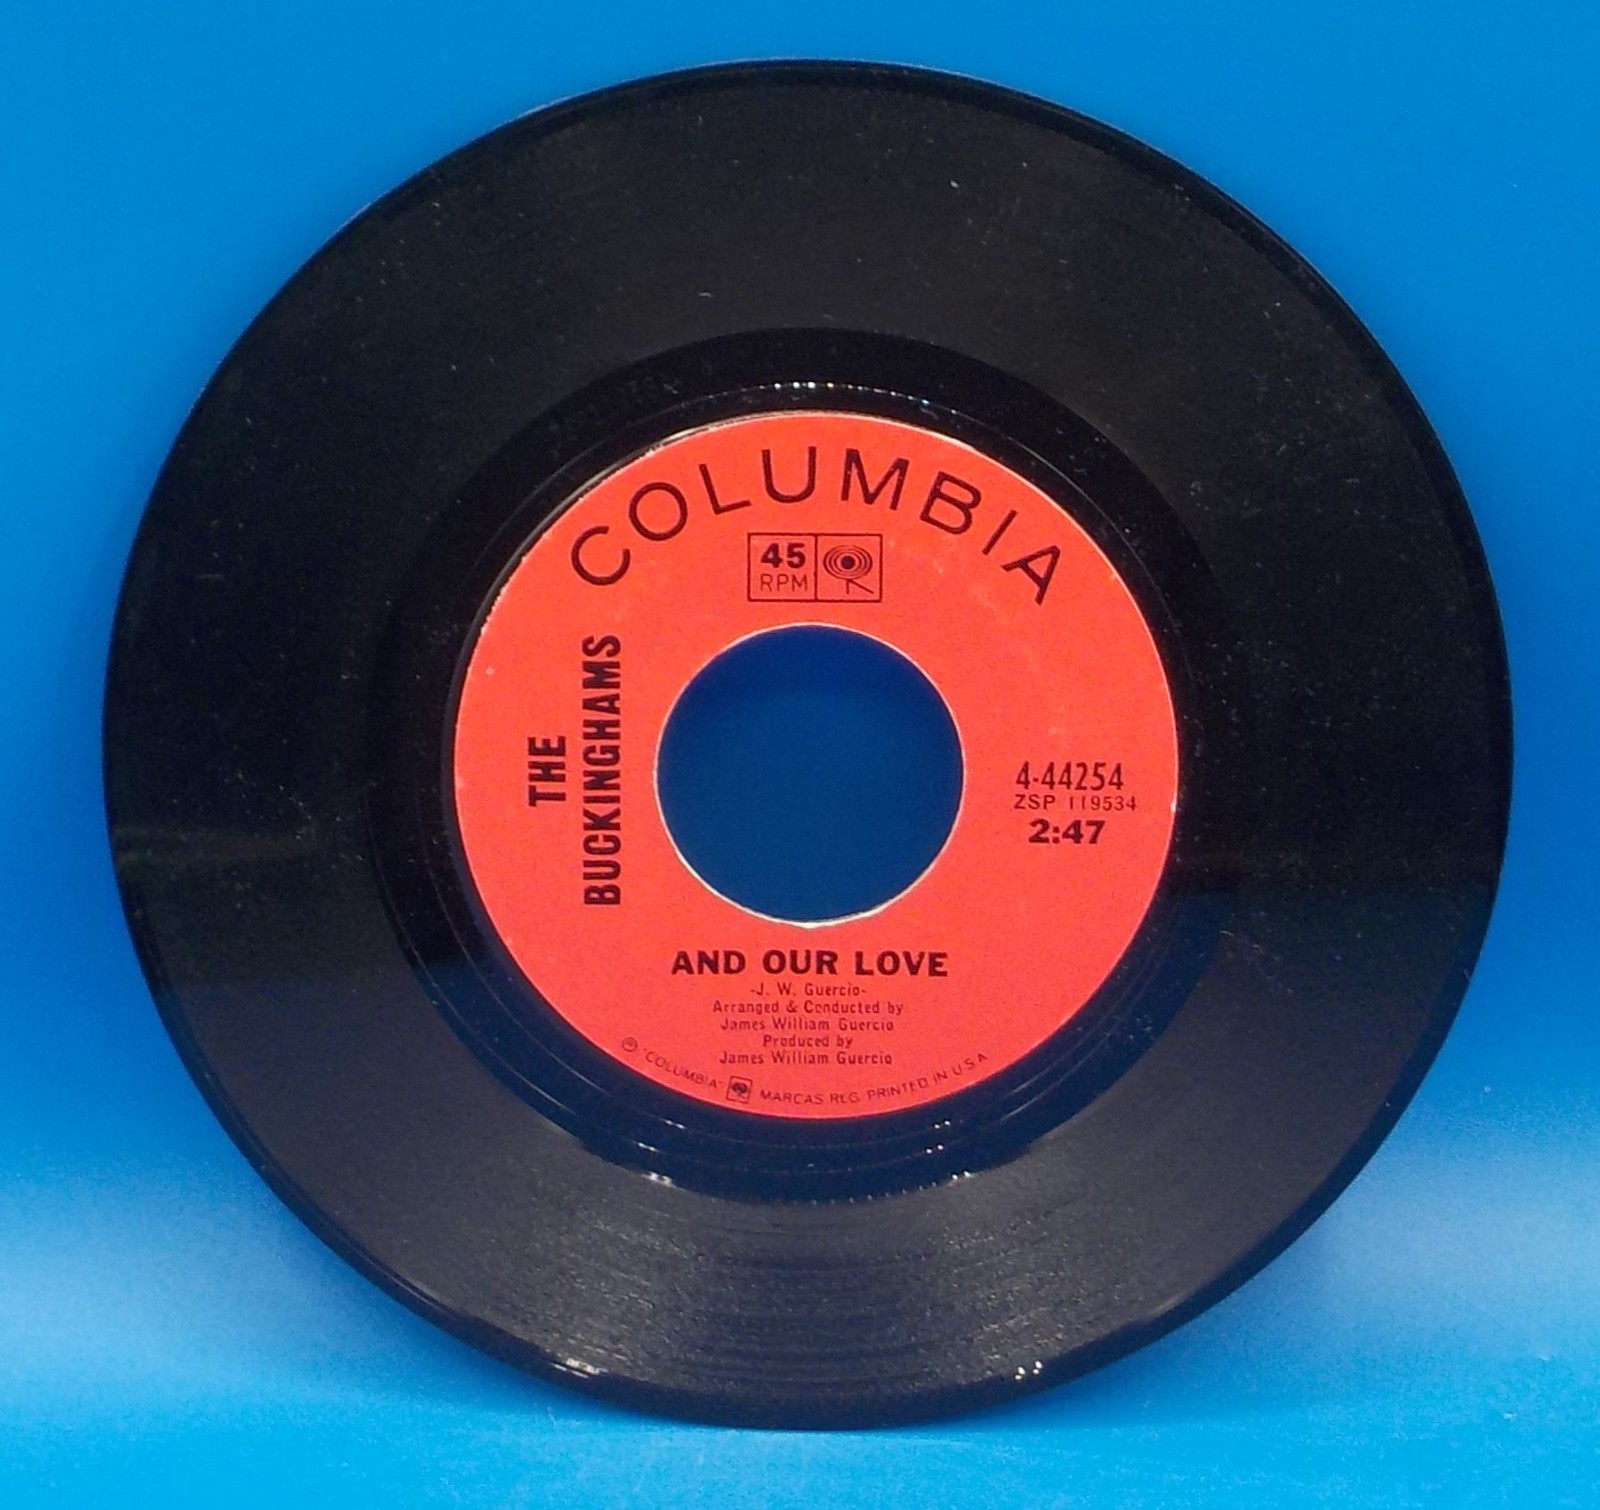 COLUMBIA
45
RPM
THE
BUCKINGHAMS
4-44254
ZSP 119534
2:47
AND OUR LOVE
-J. W. Guercio-
Arranged & Conducted by
James William Guercio
Produced by
James William Guercio
℗ "COLUMBIA" MARCAS REG. PRINTED IN U.S.A.